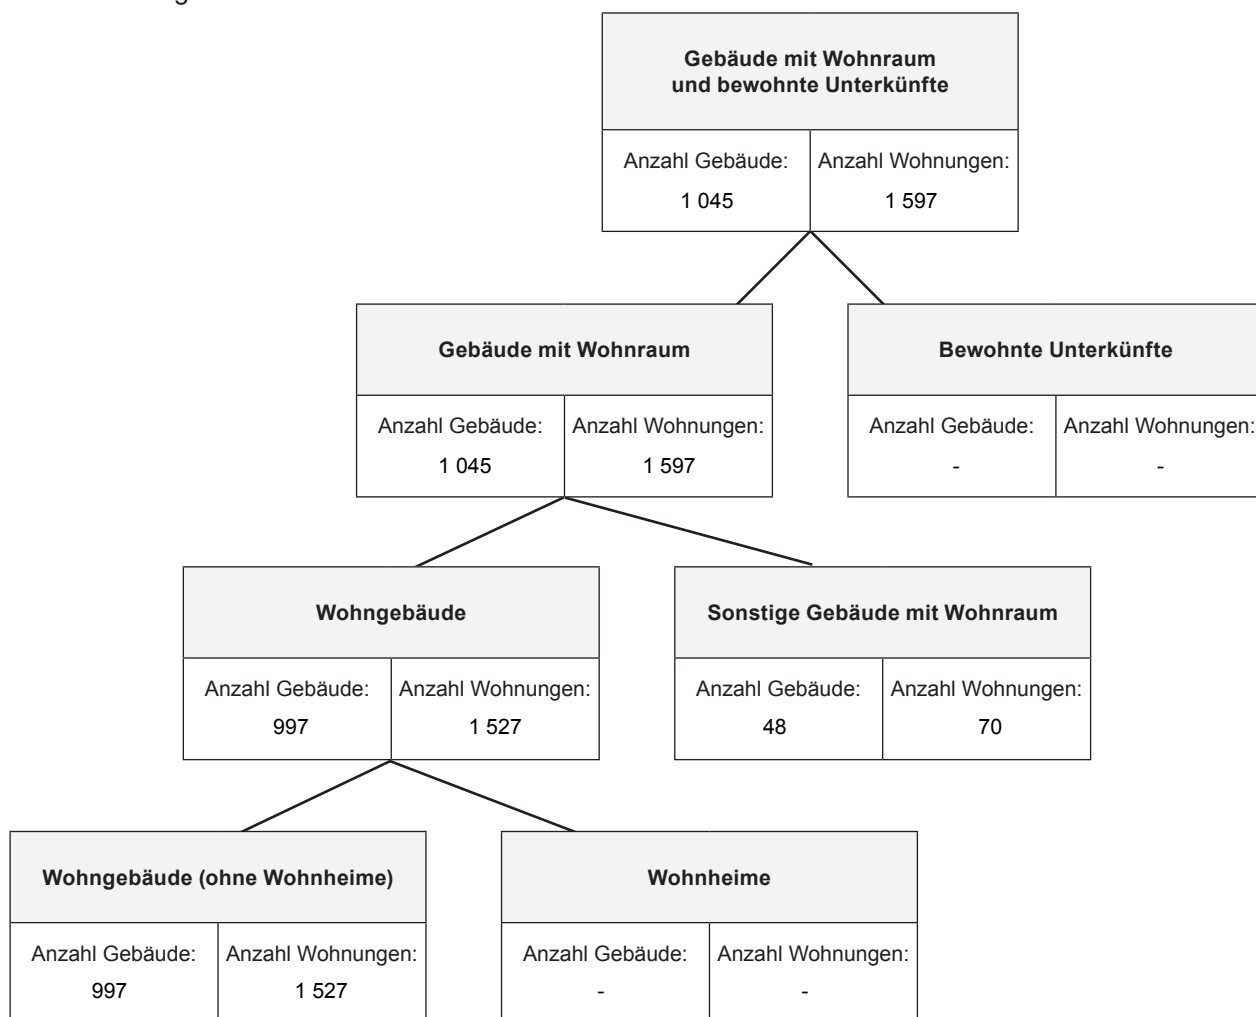 Gebäude mit Wohnraum
und bewohnte Unterkünfte
Anzahl Gebäude: Anzahl Wohnungen:
1 045 1 597
Gebäude mit Wohnraum
Anzahl Gebäude: Anzahl Wohnungen:
1 045 1 597
Bewohnte Unterkünfte
Anzahl Gebäude: Anzahl Wohnungen:
- -
Wohngebäude
Anzahl Gebäude: Anzahl Wohnungen:
997 1 527
Sonstige Gebäude mit Wohnraum
Anzahl Gebäude: Anzahl Wohnungen:
48 70
Wohngebäude (ohne Wohnheime)
Anzahl Gebäude: Anzahl Wohnungen:
997 1 527
Wohnheime
Anzahl Gebäude: Anzahl Wohnungen:
- -